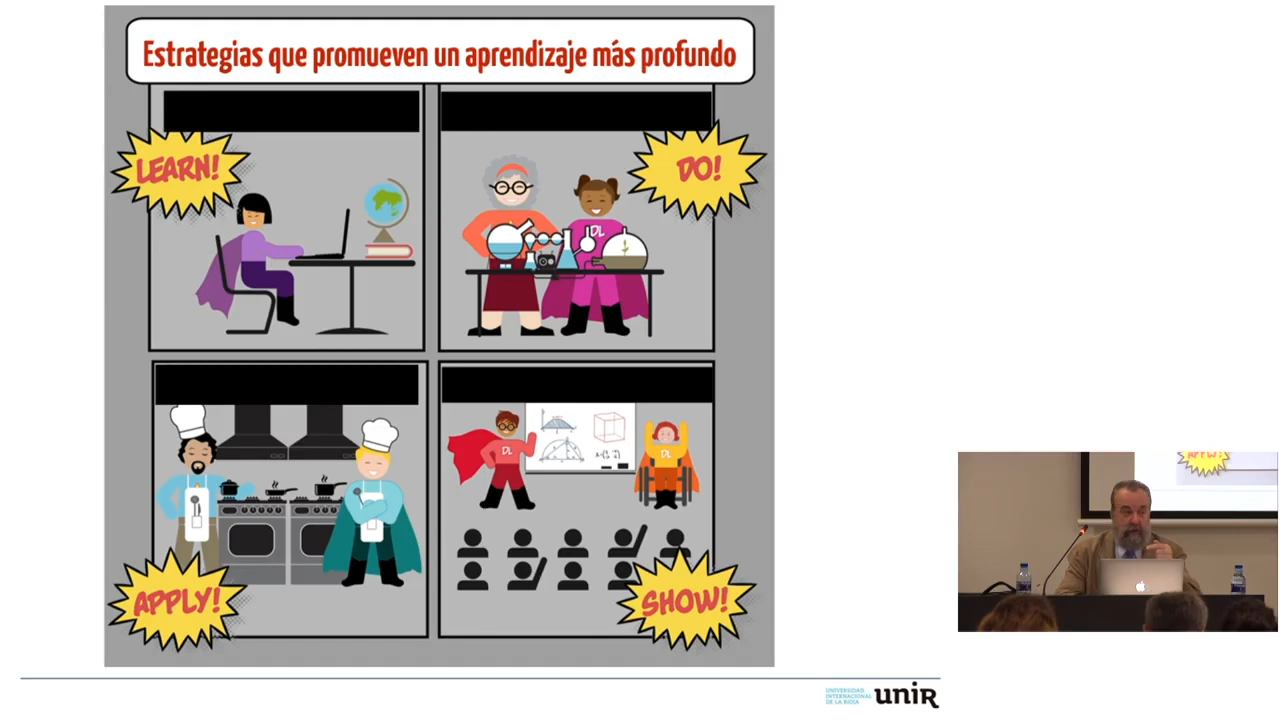 Estrategias que promueven un aprendizaje más profundo
LEARN!
DO!
DL
APPLY!
DL
DL
SHOW!
UNIVERSIDAD
INTERNACIONAL
DE LA RIOJA
unir